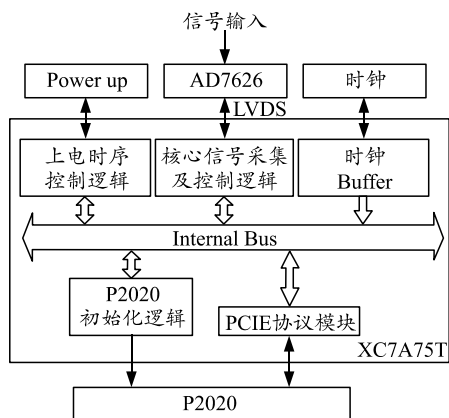 信号输入
Power up
AD7626
时钟
LVDS
上电时序
控制逻辑
核心信号采集
及控制逻辑
时钟
Buffer
Internal Bus
P2020
初始化逻辑
PCIE协议模块
XC7A75T
P2020